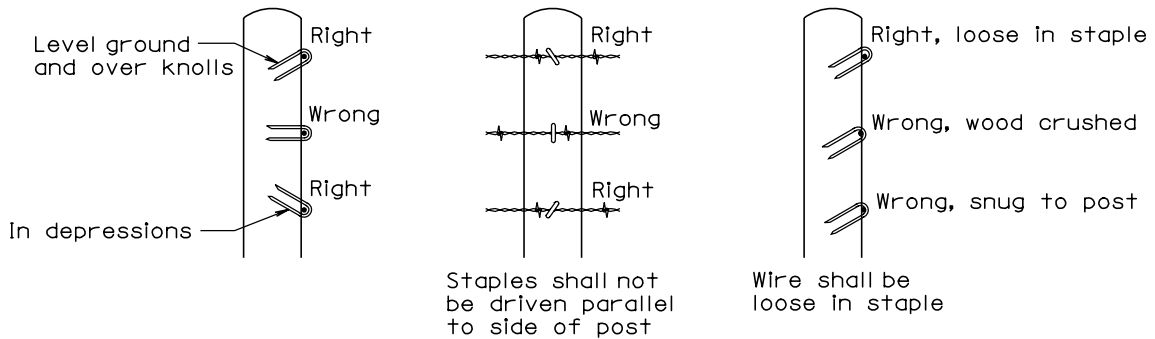 Right
Level ground
and over knolls
Wrong
Right
In depressions
Right
Wrong
Right
Staples shall not
be driven parallel
to side of post
Right, loose in staple
Wrong, wood crushed
Wrong, snug to post
Wire shall be
loose in staple